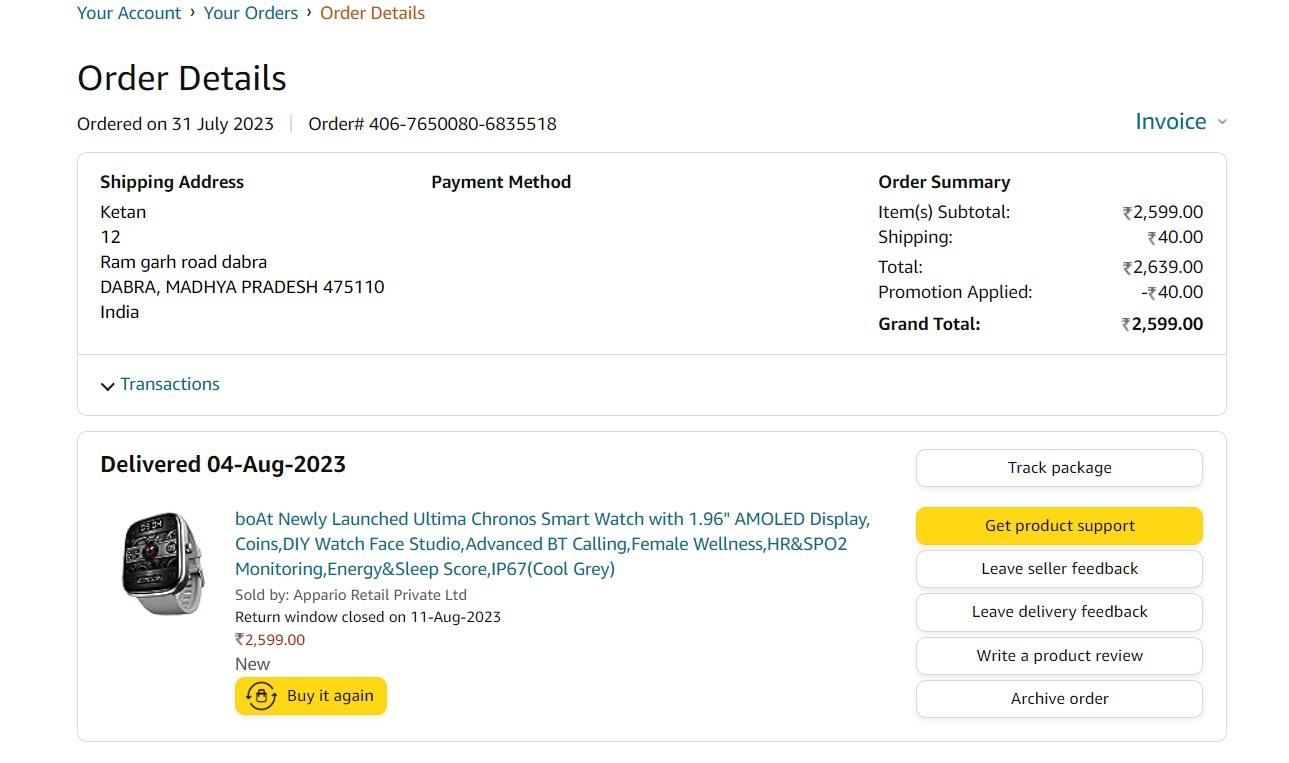 Your Account › Your Orders › Order Details
Order Details
Ordered on 31 July 2023 | Order# 406-7650080-6835518
Invoice
Shipping Address
Ketan
12
Ram garh road dabra
DABRA, MADHYA PRADESH 475110
India
Payment Method
Order Summary
Item(s) Subtotal: ₹2,599.00
Shipping: ₹40.00
Total: ₹2,639.00
Promotion Applied: -₹40.00
Grand Total: ₹2,599.00
Transactions
Delivered 04-Aug-2023
boAt Newly Launched Ultima Chronos Smart Watch with 1.96" AMOLED Display,
Coins,DIY Watch Face Studio,Advanced BT Calling,Female Wellness,HR&SPO2
Monitoring,Energy&Sleep Score,IP67(Cool Grey)
Sold by: Appario Retail Private Ltd
Return window closed on 11-Aug-2023
₹2,599.00
New
Buy it again
Track package
Get product support
Leave seller feedback
Leave delivery feedback
Write a product review
Archive order